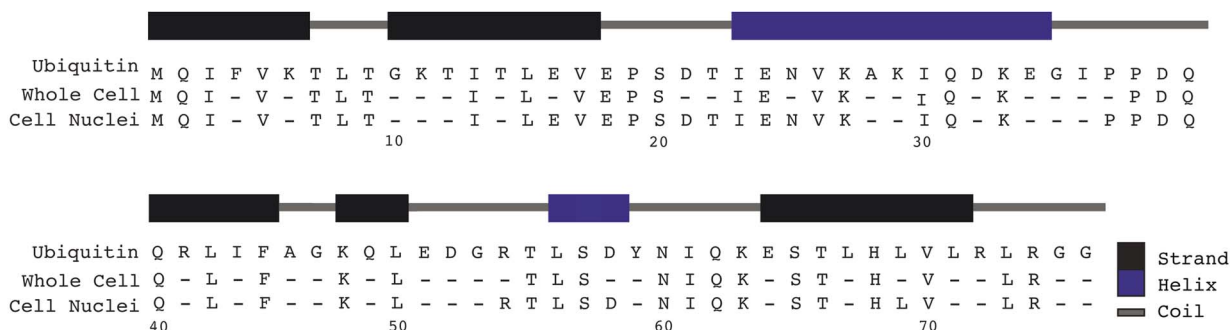 Ubiquitin M Q I F V K T L T G K T I T L E V E P S D T I E N V K A K I Q D K E G I P P D Q
Whole Cell M Q I - V - T L T - - - I - L - V E P S - - I E - V K - - I Q - K - - - - P D Q
Cell Nuclei M Q I - V - T L T - - - I - L E V E P S D T I E N V K - - I Q - K - - - P P D Q
10 20 30
Ubiquitin Q R L I F A G K Q L E D G R T L S D Y N I Q K E S T L H L V L R L R G G
Whole Cell Q - L - F - - K - L - - - - T L S - - N I Q K - S T - H - V - - L R - -
Cell Nuclei Q - L - F - - K - L - - - R T L S D - N I Q K - S T - H L V - - L R - -
40 50 60 70
Strand
Helix
Coil